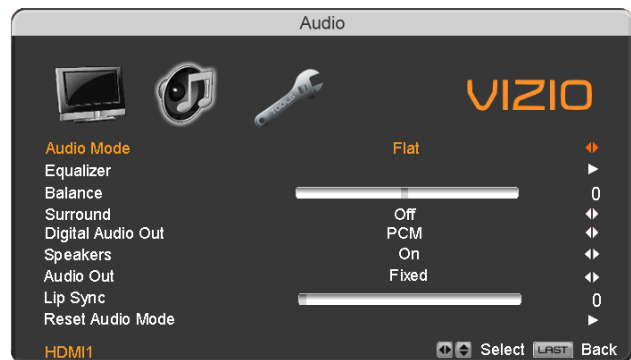 Audio
TOOLS
VIZIO
Audio Mode Flat
Equalizer
Balance 0
Surround Off
Digital Audio Out PCM
Speakers On
Audio Out Fixed
Lip Sync 0
Reset Audio Mode
HDMI1 Select LAST Back